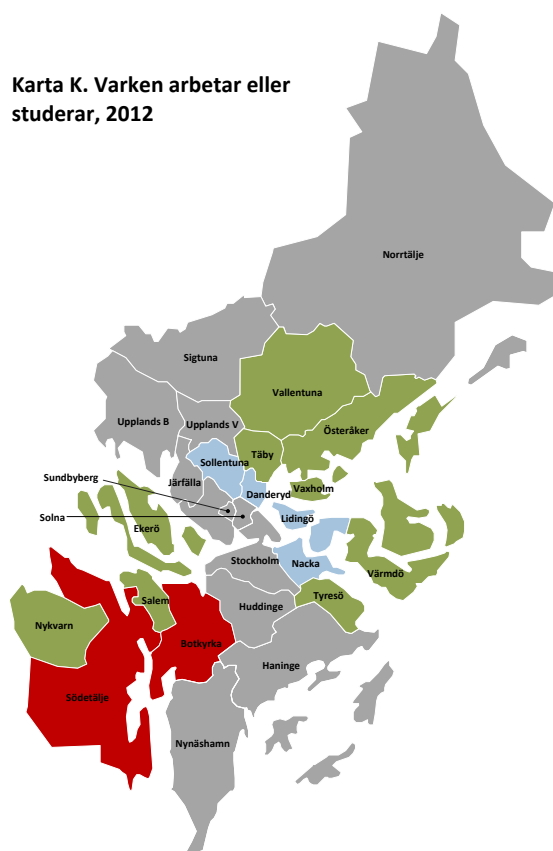 Karta K. Varken arbetar eller
studerar, 2012
Norrtälje
Sigtuna
Vallentuna
Upplands B
Upplands V
Österåker
Sollentuna
Täby
Sundbyberg
Järfälla
Danderyd
Vaxholm
Solna
Ekerö
Lidingö
Stockholm
Nacka
Värmdö
Salem
Tyresö
Huddinge
Nykvarn
Botkyrka
Haninge
Södetälje
Nynäshamn